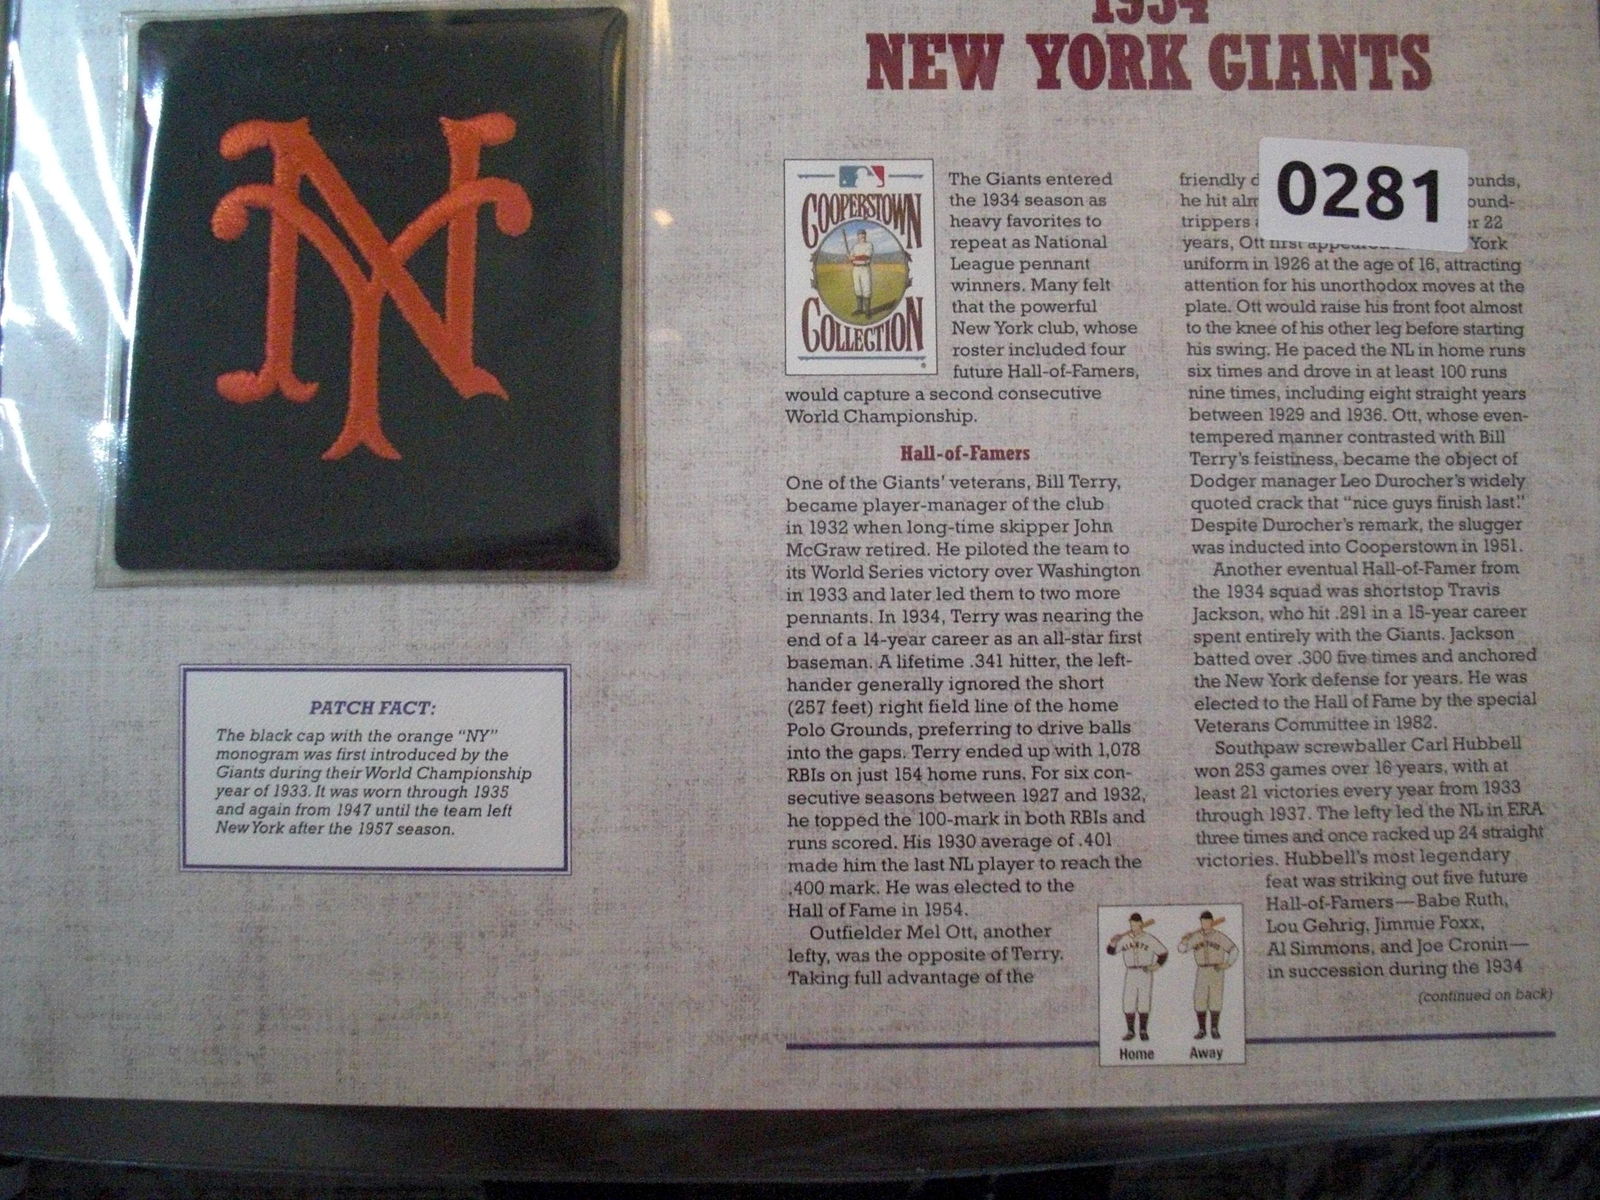 NY
1934
NEW YORK GIANTS
COOPERSTOWN
COLLECTION
0281
The Giants entered
the 1934 season as
heavy favorites to
repeat as National
League pennant
winners. Many felt
that the powerful
New York club, whose
roster included four
future Hall-of-Famers,
would capture a second consecutive
World Championship.
Hall-of-Famers
One of the Giants' veterans, Bill Terry,
became player-manager of the club
in 1932 when long-time skipper John
McGraw retired. He piloted the team to
its World Series victory over Washington
in 1933 and later led them to two more
pennants. In 1934, Terry was nearing the
end of a 14-year career as an all-star first
baseman. A lifetime .341 hitter, the left-
hander generally ignored the short
(257 feet) right field line of the home
Polo Grounds, preferring to drive balls
into the gaps. Terry ended up with 1,078
RBIs on just 154 home runs. For six con-
secutive seasons between 1927 and 1932,
he topped the 100-mark in both RBIs and
runs scored. His 1930 average of .401
made him the last NL player to reach the
.400 mark. He was elected to the
Hall of Fame in 1954.
Outfielder Mel Ott, another
lefty, was the opposite of Terry.
Taking full advantage of the
friendly
he hit
trippers 22
years, Ott first York
uniform in 1926 at the age of 16, attracting
attention for his unorthodox moves at the
plate. Ott would raise his front foot almost
to the knee of his other leg before starting
his swing. He paced the NL in home runs
six times and drove in at least 100 runs
nine times, including eight straight years
between 1929 and 1936. Ott, whose even-
tempered manner contrasted with Bill
Terry's feistiness, became the object of
Dodger manager Leo Durocher's widely
quoted crack that "nice guys finish last."
Despite Durocher's remark, the slugger
was inducted into Cooperstown in 1951.
Another eventual Hall-of-Famer from
the 1934 squad was shortstop Travis
Jackson, who hit .291 in a 15-year career
spent entirely with the Giants. Jackson
batted over .300 five times and anchored
the New York defense for years. He was
elected to the Hall of Fame by the special
Veterans Committee in 1982.
Southpaw screwballer Carl Hubbell
won 253 games over 16 years, with at
least 21 victories every year from 1933
through 1937. The lefty led the NL in ERA
three times and once racked up 24 straight
victories. Hubbell's most legendary
feat was striking out five future
Hall-of-Famers—Babe Ruth,
Lou Gehrig, Jimmie Foxx,
Al Simmons, and Joe Cronin—
in succession during the 1934
(continued on back)
Home Away
PATCH FACT:
The black cap with the orange "NY"
monogram was first introduced by the
Giants during their World Championship
year of 1933. It was worn through 1935
and again from 1947 until the team left
New York after the 1957 season.